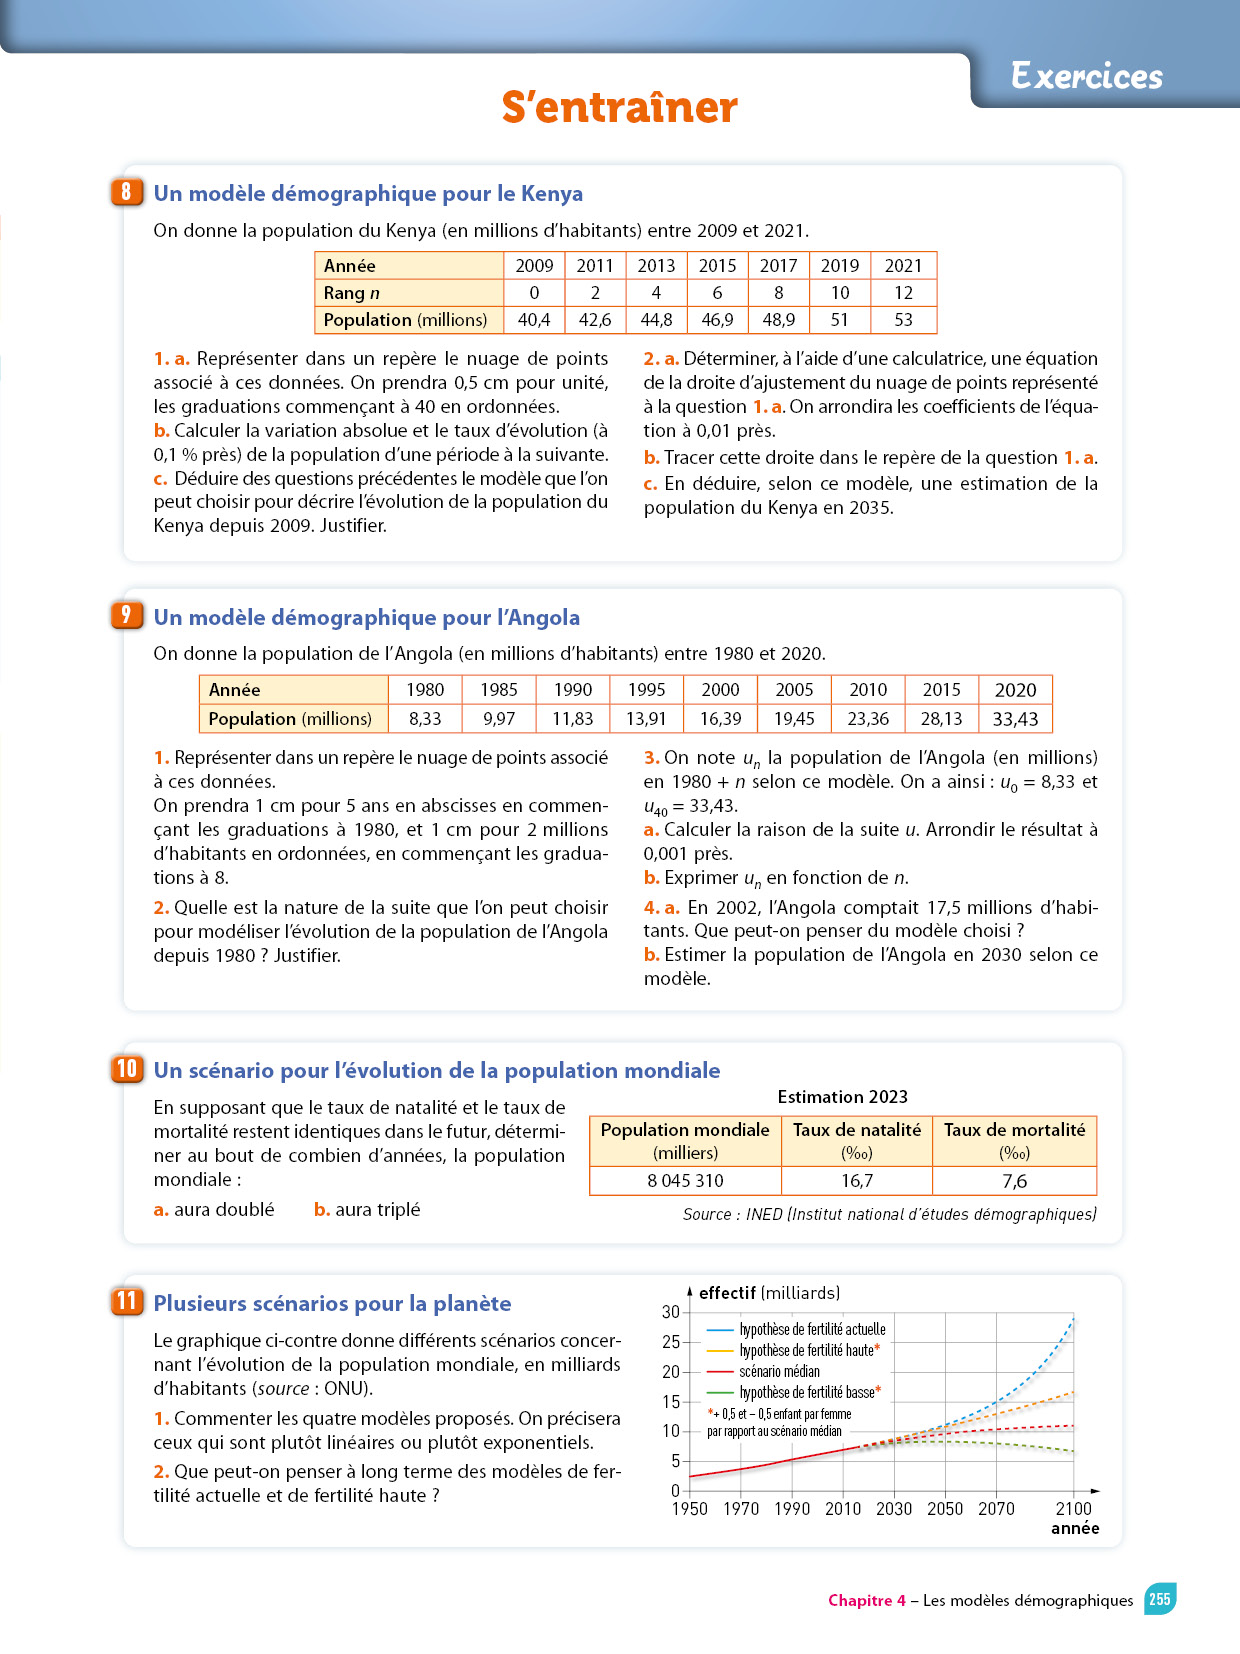 Exercices
S'entraîner
8 Un modèle démographique pour le Kenya
On donne la population du Kenya (en millions d'habitants) entre 2009 et 2021.
Année 2009 2011 2013 2015 2017 2019 2021
Rang n 0 2 4 6 8 10 12
Population (millions) 40,4 42,6 44,8 46,9 48,9 51 53
1. a. Représenter dans un repère le nuage de points
associé à ces données. On prendra 0,5 cm pour unité,
les graduations commençant à 40 en ordonnées.
b. Calculer la variation absolue et le taux d'évolution (à
0,1 % près) de la population d'une période à la suivante.
c. Déduire des questions précédentes le modèle que l'on
peut choisir pour décrire l'évolution de la population du
Kenya depuis 2009. Justifier.
2. a. Déterminer, à l'aide d'une calculatrice, une équation
de la droite d'ajustement du nuage de points représenté
à la question 1. a. On arrondira les coefficients de l'équa-
tion à 0,01 près.
b. Tracer cette droite dans le repère de la question 1. a.
c. En déduire, selon ce modèle, une estimation de la
population du Kenya en 2035.
9 Un modèle démographique pour l'Angola
On donne la population de l'Angola (en millions d'habitants) entre 1980 et 2020.
Année 1980 1985 1990 1995 2000 2005 2010 2015 2020
Population (millions) 8,33 9,97 11,83 13,91 16,39 19,45 23,36 28,13 33,43
1. Représenter dans un repère le nuage de points associé
à ces données.
On prendra 1 cm pour 5 ans en abscisses en commen-
çant les graduations à 1980, et 1 cm pour 2 millions
d'habitants en ordonnées, en commençant les gradua-
tions à 8.
2. Quelle est la nature de la suite que l'on peut choisir
pour modéliser l'évolution de la population de l'Angola
depuis 1980 ? Justifier.
3. On note un la population de l'Angola (en millions)
en 1980 + n selon ce modèle. On a ainsi : u0 = 8,33 et
u40 = 33,43.
a. Calculer la raison de la suite u. Arrondir le résultat à
0,001 près.
b. Exprimer un en fonction de n.
4. a. En 2002, l'Angola comptait 17,5 millions d'habi-
tants. Que peut-on penser du modèle choisi ?
b. Estimer la population de l'Angola en 2030 selon ce
modèle.
10 Un scénario pour l'évolution de la population mondiale
En supposant que le taux de natalité et le taux de
mortalité restent identiques dans le futur, détermi-
ner au bout de combien d'années, la population
mondiale :
a. aura doublé b. aura triplé
Estimation 2023
Population mondiale (milliers) Taux de natalité (‰) Taux de mortalité (‰)
8 045 310 16,7 7,6
Source : INED (Institut national d'études démographiques)
11 Plusieurs scénarios pour la planète
Le graphique ci-contre donne différents scénarios concer-
nant l'évolution de la population mondiale, en milliards
d'habitants (source : ONU).
1. Commenter les quatre modèles proposés. On précisera
ceux qui sont plutôt linéaires ou plutôt exponentiels.
2. Que peut-on penser à long terme des modèles de fer-
tilité actuelle et de fertilité haute ?
effectif (milliards)
30
25
20
15
10
5
0
hypothèse de fertilité actuelle
hypothèse de fertilité haute*
scénario médian
hypothèse de fertilité basse*
*+ 0,5 et – 0,5 enfant par femme
par rapport au scénario médian
1950 1970 1990 2010 2030 2050 2070 2100
année
Chapitre 4 – Les modèles démographiques 255